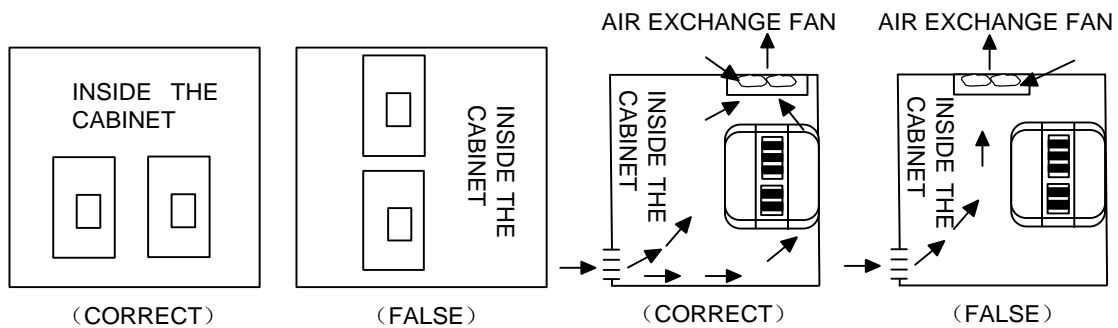 AIR EXCHANGE FAN
AIR EXCHANGE FAN
INSIDE THE
CABINET
INSIDE THE
CABINET
INSIDE THE
CABINET
INSIDE THE
CABINET
（CORRECT）
（FALSE）
（CORRECT）
（FALSE）